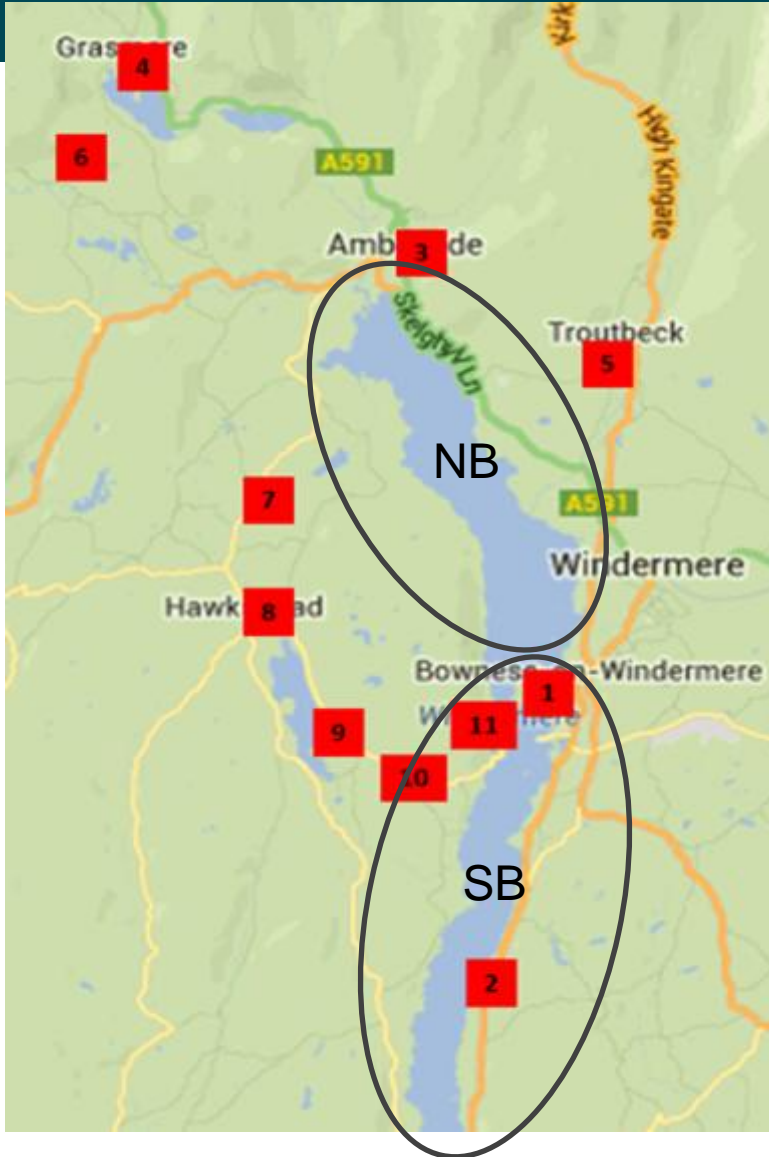 Grasmere
4
6
A591
High Kingate
Ambleside
3
Troutbeck
5
Ln
NB
7
A591
Windermere
Hawkshead
8
Bowness-on-Windermere
1
11
9
10
SB
2